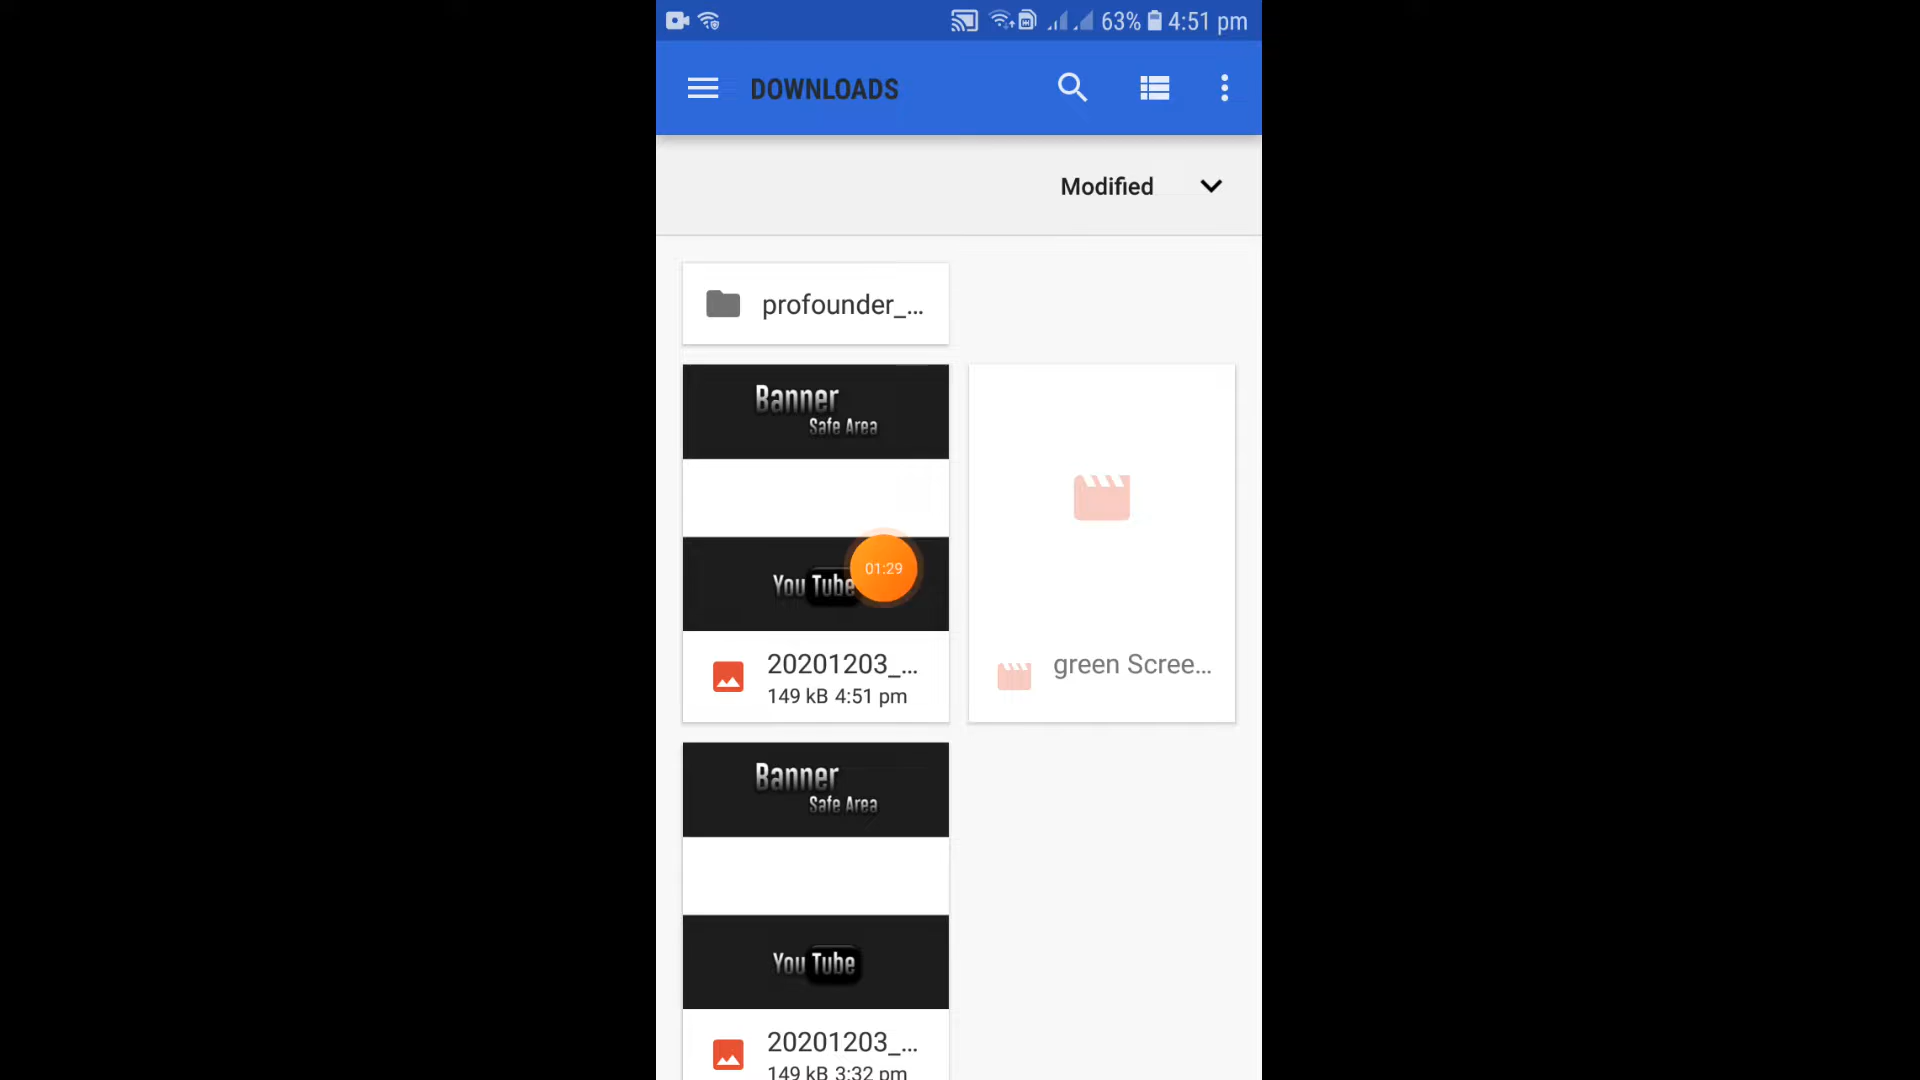 63% 4:51 pm
DOWNLOADS
Modified
profounder_...
Banner
Safe Area
You Tube
01:29
20201203_...
149 kB 4:51 pm
green Scree...
Banner
Safe Area
You Tube
20201203_...
149 kB 3:32 pm